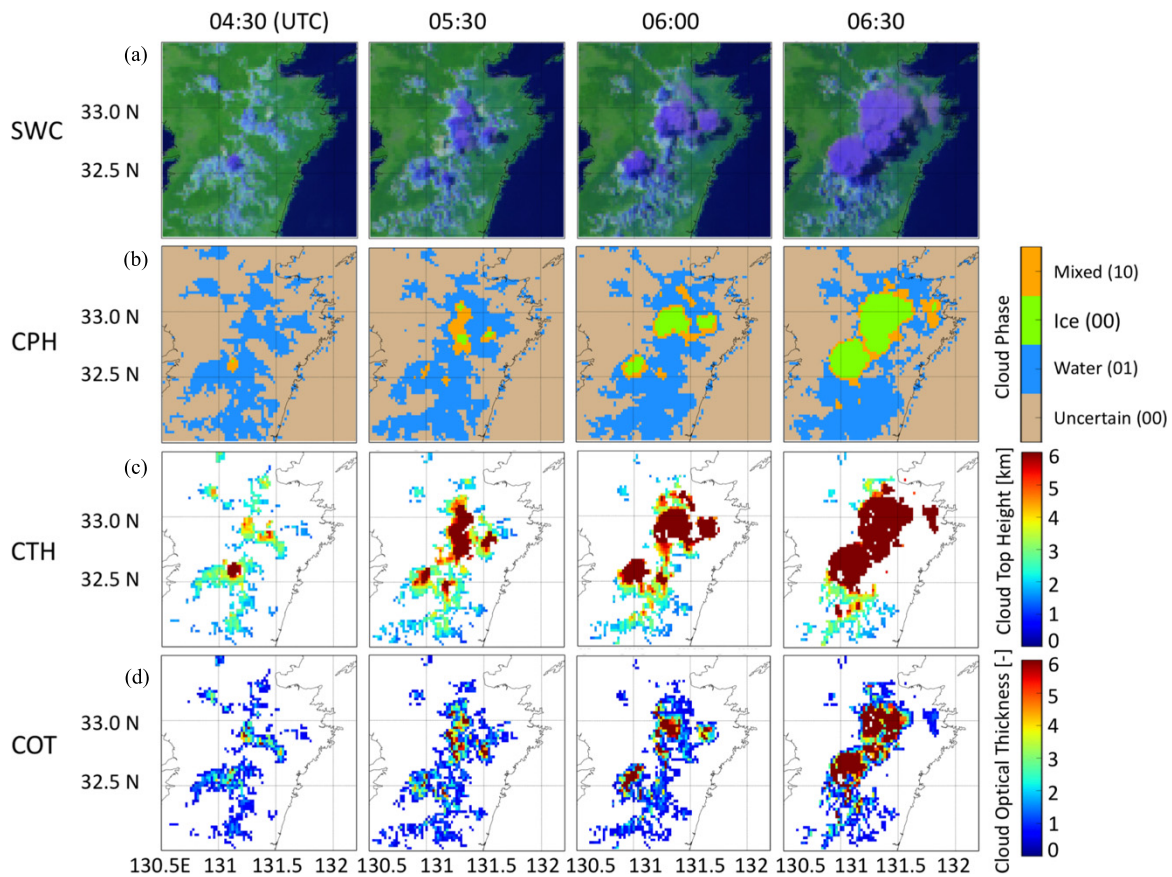 04:30 (UTC) 05:30 06:00 06:30
(a)
SWC
33.0 N
32.5 N
(b)
CPH
33.0 N
32.5 N
Cloud Phase
Mixed (10)
Ice (00)
Water (01)
Uncertain (00)
(c)
CTH
33.0 N
32.5 N
Cloud Top Height [km]
6
5
4
3
2
1
0
(d)
COT
33.0 N
32.5 N
Cloud Optical Thickness [-]
6
5
4
3
2
1
0
130.5E 131 131.5 132 130.5E 131 131.5 132 130.5E 131 131.5 132 130.5E 131 131.5 132